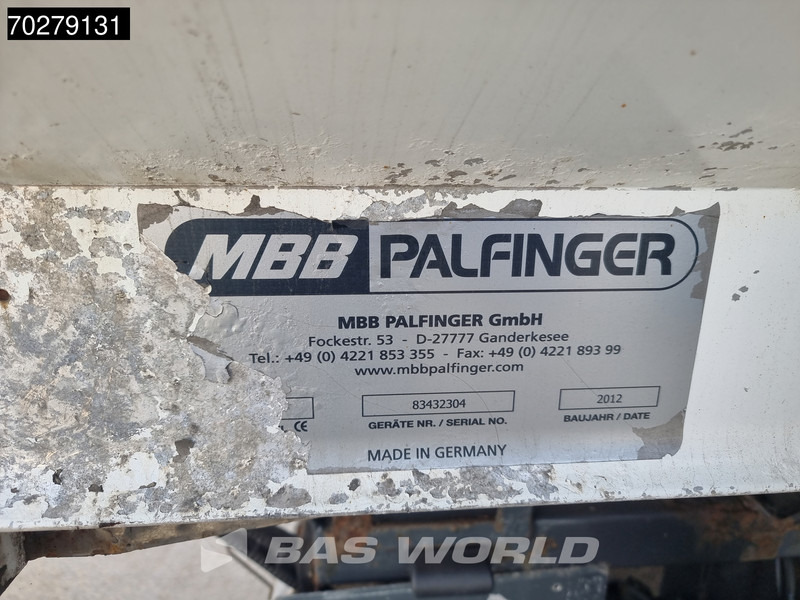 70279131
MBB PALFINGER
MBB PALFINGER GmbH
Fockestr. 53 - D-27777 Ganderkesee
Tel.: +49 (0) 4221 853 355 - Fax: +49 (0) 4221 893 99
www.mbbpalfinger.com
83432304 2012
CE GERÄTE NR. / SERIAL NO. BAUJAHR / DATE
MADE IN GERMANY
BAS WORLD